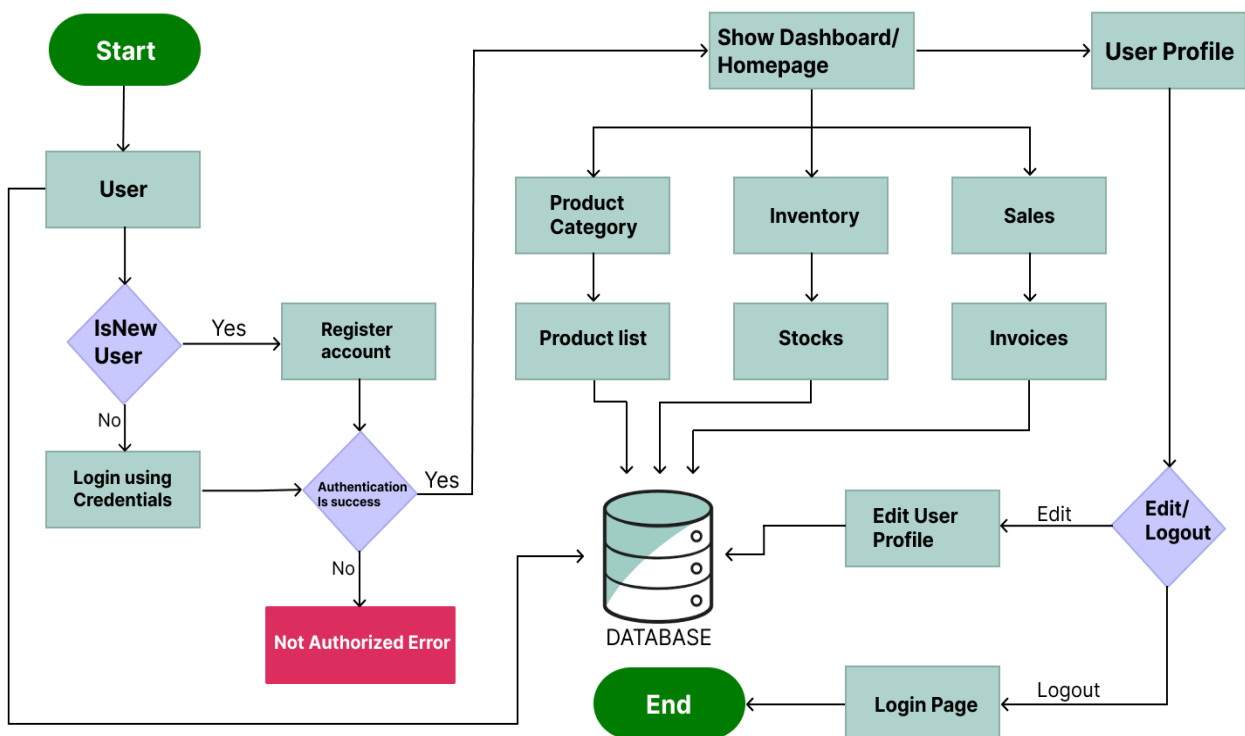 Start
Show Dashboard/
Homepage
User Profile
User
Product
Category
Inventory
Sales
IsNew
User
Yes
Register
account
Product list
Stocks
Invoices
No
Login using
Credentials
Authentication
Is success
Yes
Edit User
Profile
Edit
Edit/
Logout
No
Not Authorized Error
DATABASE
End
Login Page
Logout